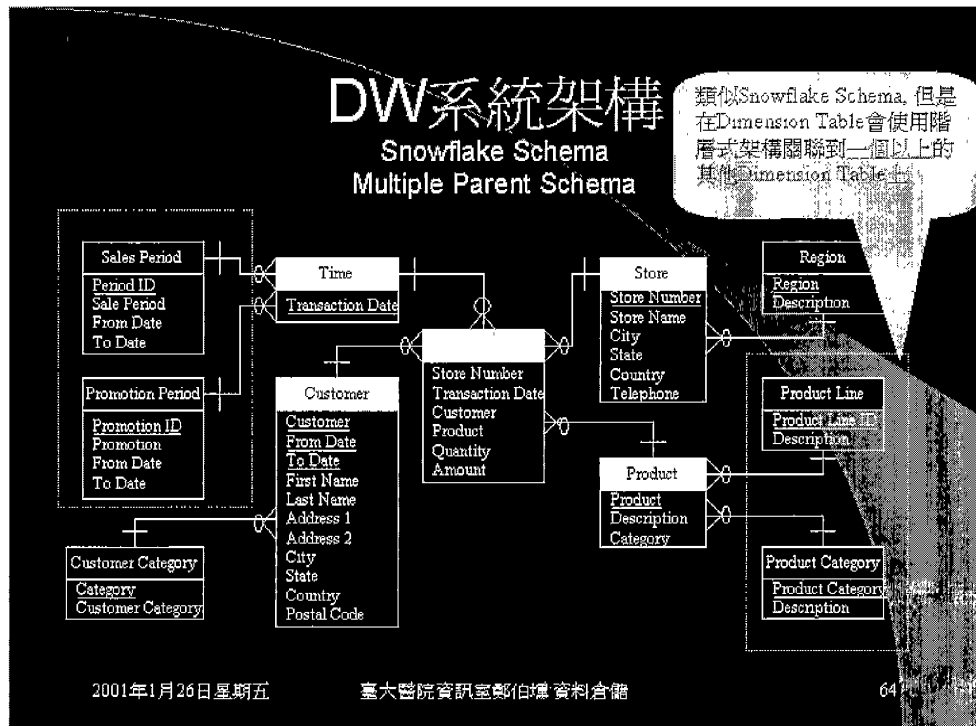 DW系統架構
Snowflake Schema
Multiple Parent Schema
類似Snowflake Schema, 但是
在Dimension Table會使用階
層式架構關聯到一個以上的
其他Dimension Table上
Sales Period
Period ID
Sale Period
From Date
To Date
Promotion Period
Promotion ID
Promotion
From Date
To Date
Customer Category
Category
Customer Category
Time
Transaction Date
Customer
Customer
From Date
To Date
First Name
Last Name
Address 1
Address 2
City
State
Country
Postal Code
Store Number
Transaction Date
Customer
Product
Quantity
Amount
Store
Store Number
Store Name
City
State
Country
Telephone
Product
Product
Description
Category
Region
Region
Description
Product Line
Product Line ID
Description
Product Category
Product Category
Description
2001年1月26日星期五
臺大醫院資訊室鄭伯壎 資料倉儲
64